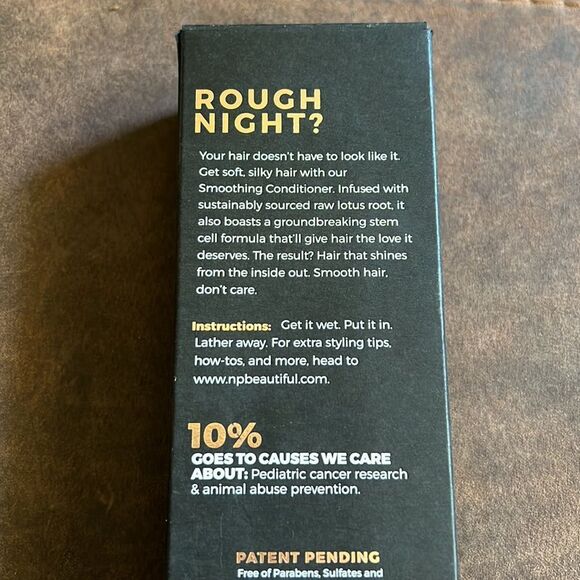 ROUGH
NIGHT?
Your hair doesn't have to look like it.
Get soft, silky hair with our
Smoothing Conditioner. Infused with
sustainably sourced raw lotus root, it
also boasts a groundbreaking stem
cell formula that'll give hair the love it
deserves. The result? Hair that shines
from the inside out. Smooth hair,
don't care.
Instructions: Get it wet. Put it in.
Lather away. For extra styling tips,
how-tos, and more, head to
www.npbeautiful.com.
10%
GOES TO CAUSES WE CARE
ABOUT: Pediatric cancer research
& animal abuse prevention.
PATENT PENDING
Free of Parabens, Sulfates and